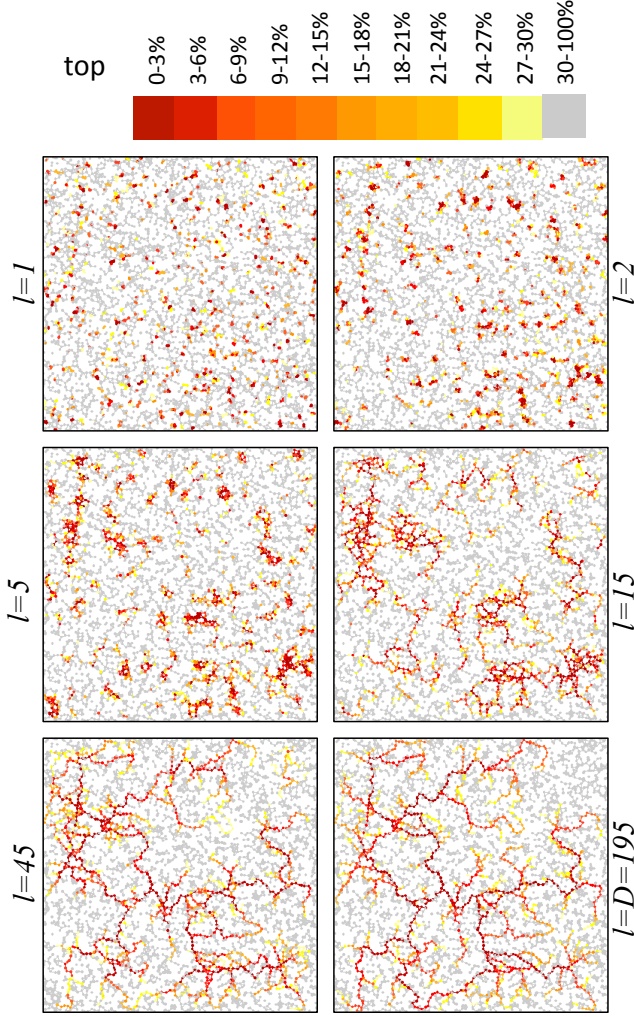 l=1
l=2
l=5
l=15
l=45
l=D=195
top
0-3%
3-6%
6-9%
9-12%
12-15%
15-18%
18-21%
21-24%
24-27%
27-30%
30-100%